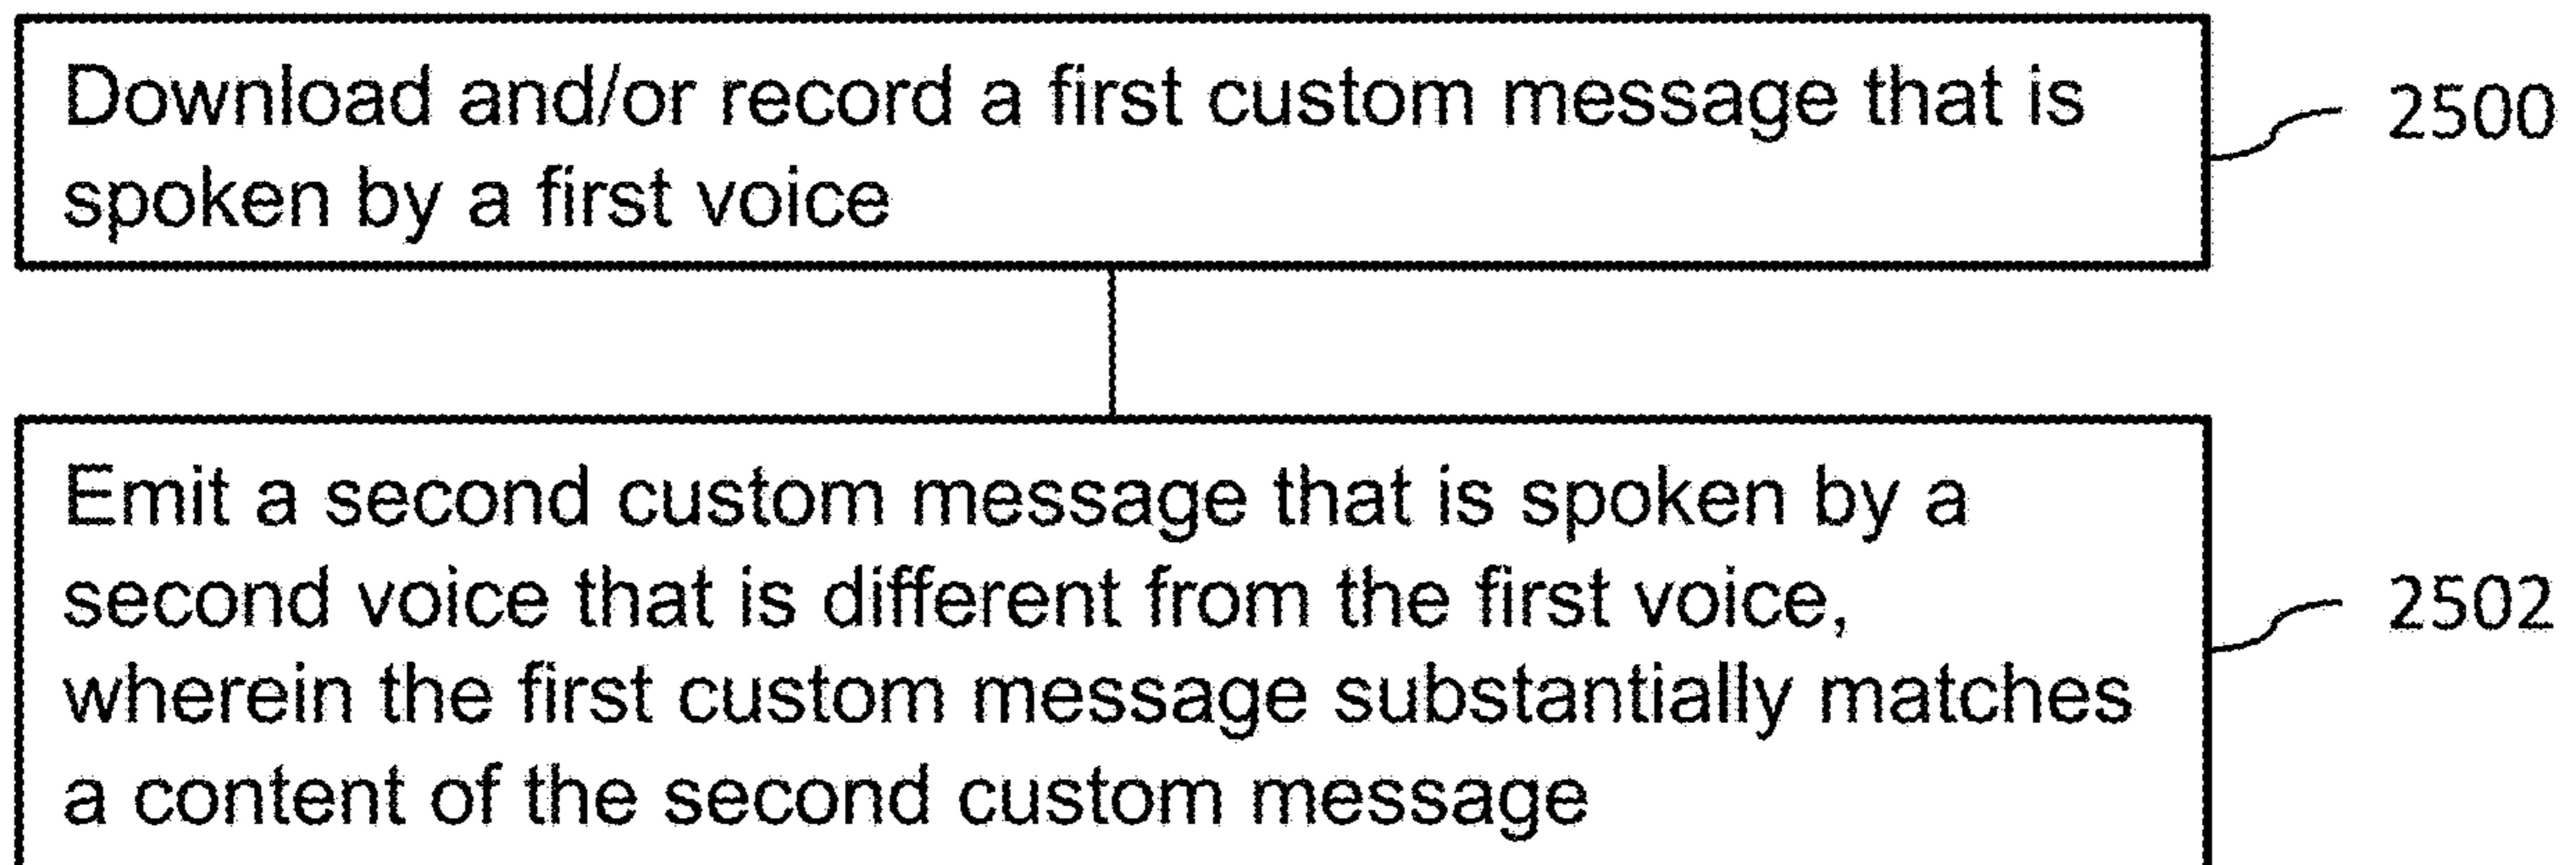 Download and/or record a first custom message that is
spoken by a first voice
2500
Emit a second custom message that is spoken by a
second voice that is different from the first voice,
wherein the first custom message substantially matches
a content of the second custom message
2502